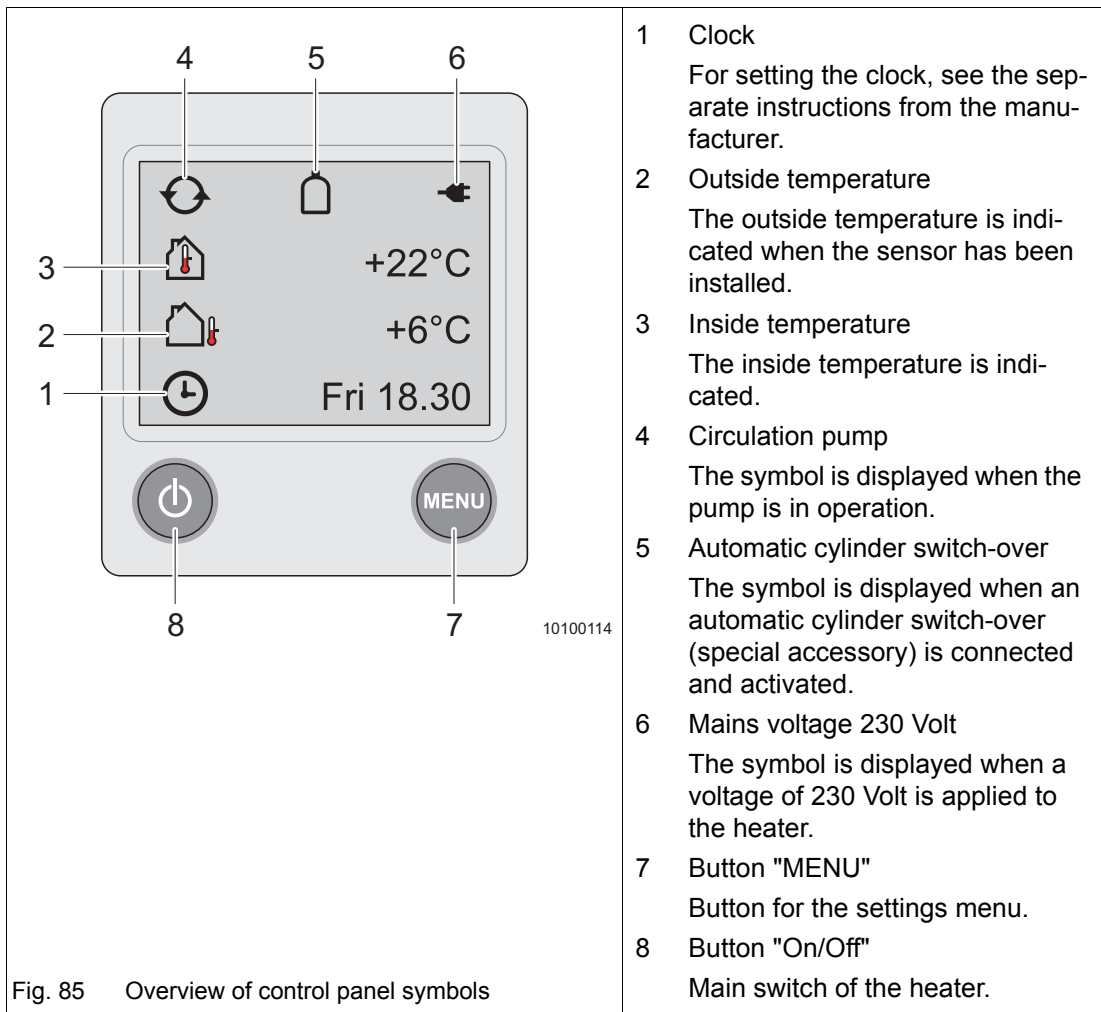 4 5 6
3 +22°C
2 +6°C
1 Fri 18.30
MENU
8 7 10100114
Fig. 85 Overview of control panel symbols
1 Clock
For setting the clock, see the sep-
arate instructions from the manu-
facturer.
2 Outside temperature
The outside temperature is indi-
cated when the sensor has been
installed.
3 Inside temperature
The inside temperature is indi-
cated.
4 Circulation pump
The symbol is displayed when the
pump is in operation.
5 Automatic cylinder switch-over
The symbol is displayed when an
automatic cylinder switch-over
(special accessory) is connected
and activated.
6 Mains voltage 230 Volt
The symbol is displayed when a
voltage of 230 Volt is applied to
the heater.
7 Button "MENU"
Button for the settings menu.
8 Button "On/Off"
Main switch of the heater.